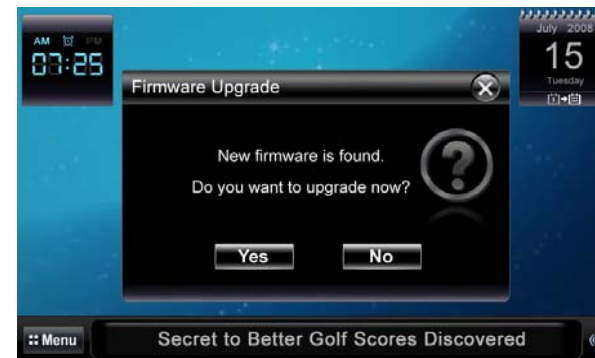 AM PM
07:25
July 2008
15
Tuesday
Firmware Upgrade
New firmware is found.
Do you want to upgrade now?
Yes No
Menu
Secret to Better Golf Scores Discovered